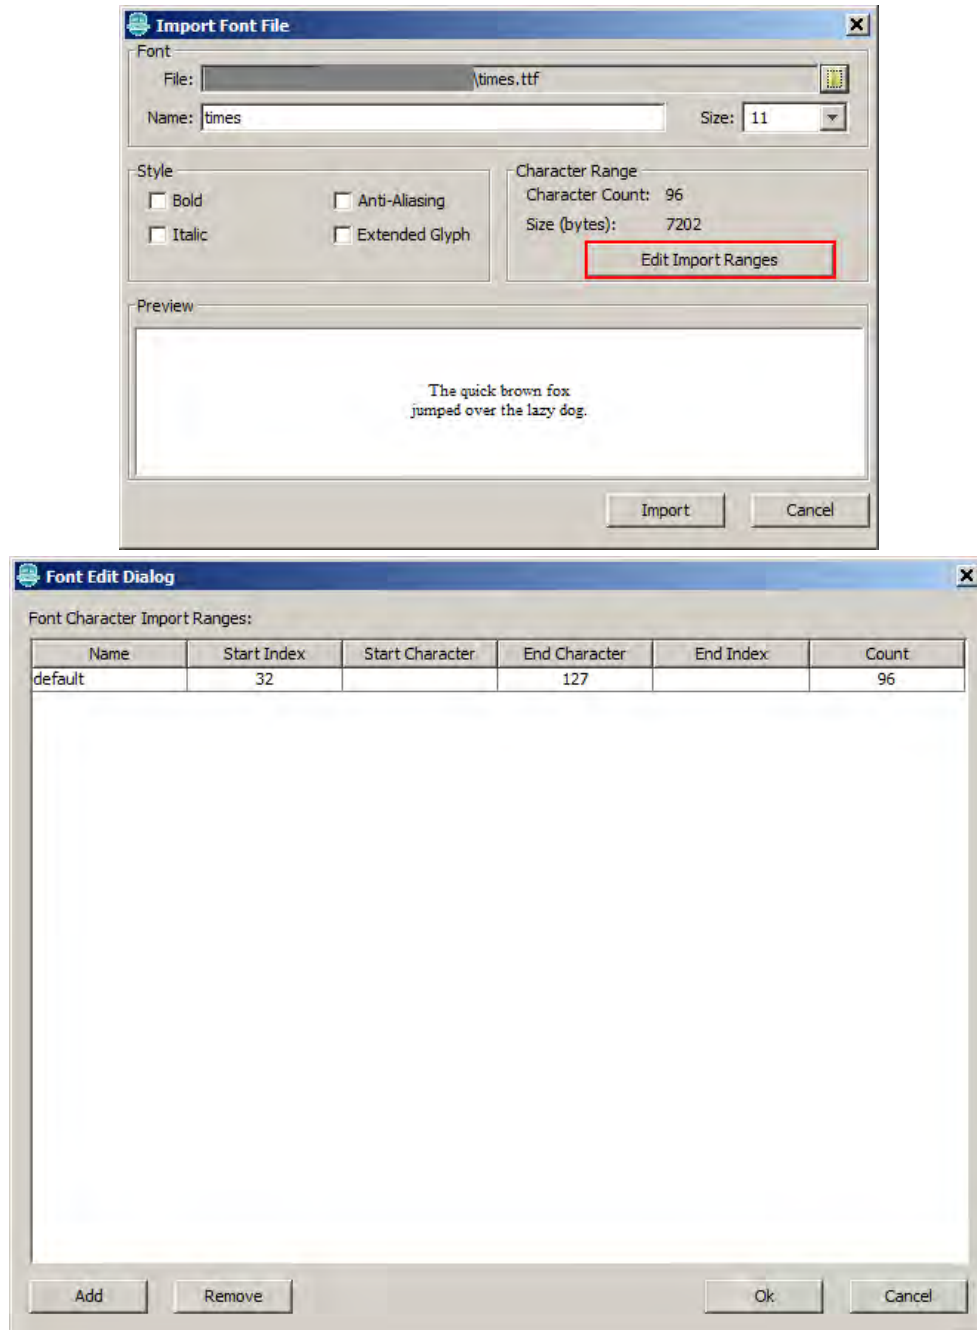 Import Font File
Font
File: \times.ttf
Name: times Size: 11
Style
Bold Anti-Aliasing
Italic Extended Glyph
Character Range
Character Count: 96
Size (bytes): 7202
Edit Import Ranges
Preview
The quick brown fox
jumped over the lazy dog.
Import Cancel
Font Edit Dialog
Font Character Import Ranges:
Name Start Index Start Character End Character End Index Count
default 32 127 96
Add Remove Ok Cancel